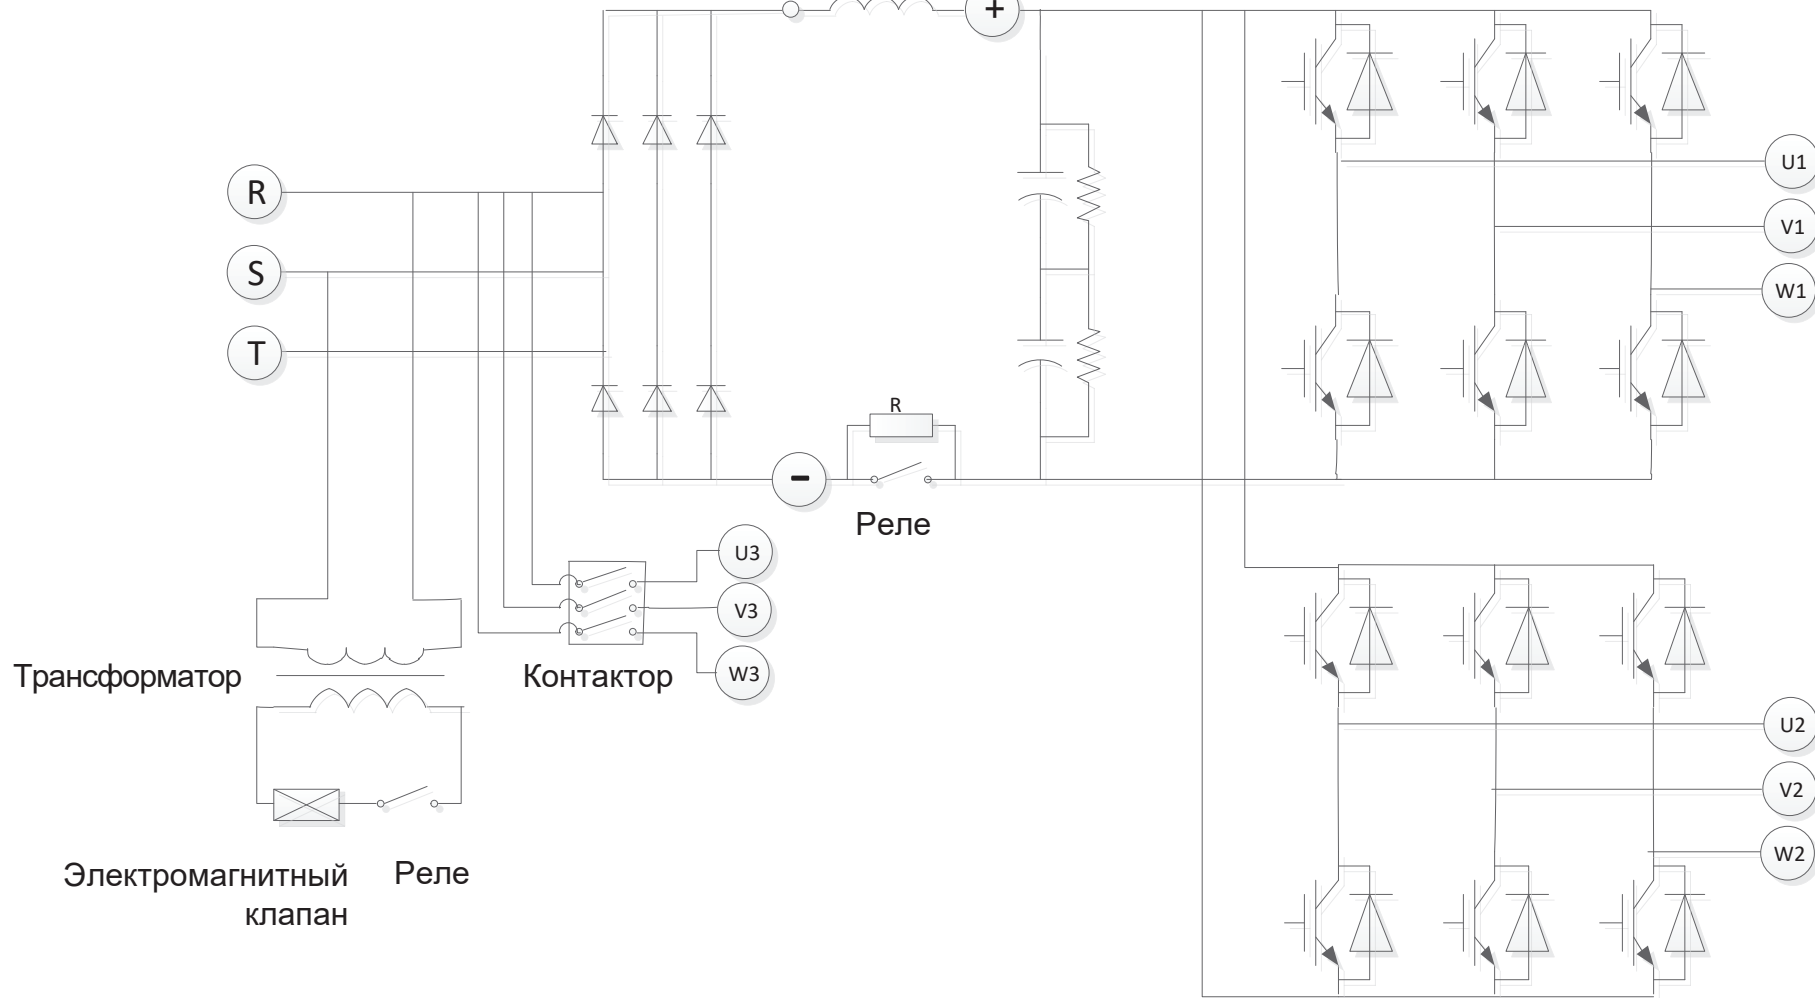 +
U1
R
V1
S
W1
T
R
-
Реле
U3
V3
Трансформатор
Контактор
W3
U2
V2
W2
Электромагнитный
клапан
Реле